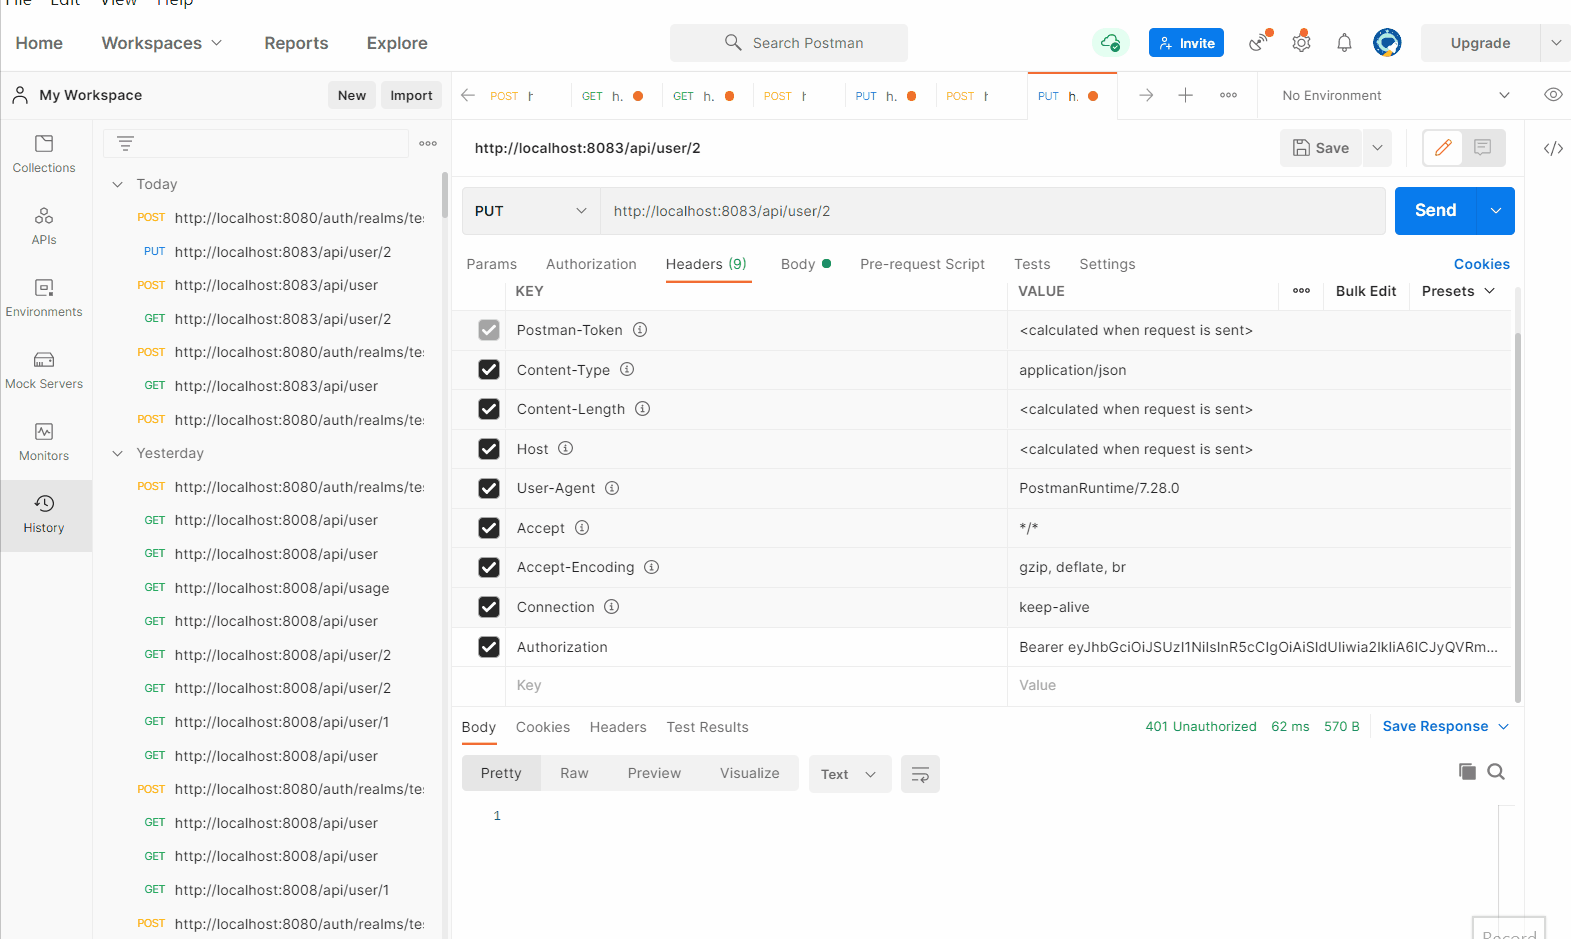 File Edit View Help
Home Workspaces Reports Explore Search Postman Invite Upgrade
My Workspace New Import POST h GET h. GET h. POST h PUT h. POST h PUT h. ooo No Environment
Collections
APIs
Environments
Mock Servers
Monitors
History
Today
POST http://localhost:8080/auth/realms/tes
PUT http://localhost:8083/api/user/2
POST http://localhost:8083/api/user
GET http://localhost:8083/api/user/2
POST http://localhost:8080/auth/realms/tes
GET http://localhost:8083/api/user
POST http://localhost:8080/auth/realms/tes
Yesterday
POST http://localhost:8080/auth/realms/tes
GET http://localhost:8008/api/user
GET http://localhost:8008/api/user
GET http://localhost:8008/api/usage
GET http://localhost:8008/api/user
GET http://localhost:8008/api/user/2
GET http://localhost:8008/api/user/2
GET http://localhost:8008/api/user/1
GET http://localhost:8008/api/user
POST http://localhost:8080/auth/realms/tes
GET http://localhost:8008/api/user
GET http://localhost:8008/api/user
GET http://localhost:8008/api/user/1
POST http://localhost:8080/auth/realms/tes
http://localhost:8083/api/user/2 Save
PUT http://localhost:8083/api/user/2 Send
Params Authorization Headers (9) Body Pre-request Script Tests Settings Cookies
KEY VALUE Bulk Edit Presets
Postman-Token <calculated when request is sent>
Content-Type application/json
Content-Length <calculated when request is sent>
Host <calculated when request is sent>
User-Agent PostmanRuntime/7.28.0
Accept */*
Accept-Encoding gzip, deflate, br
Connection keep-alive
Authorization Bearer eyJhbGciOiJSUzI1NiIsInR5cCIgOiAiSldUIiwia2lkIiA6ICJyQVRm...
Key Value
Body Cookies Headers Test Results 401 Unauthorized 62 ms 570 B Save Response
Pretty Raw Preview Visualize Text
1
Record